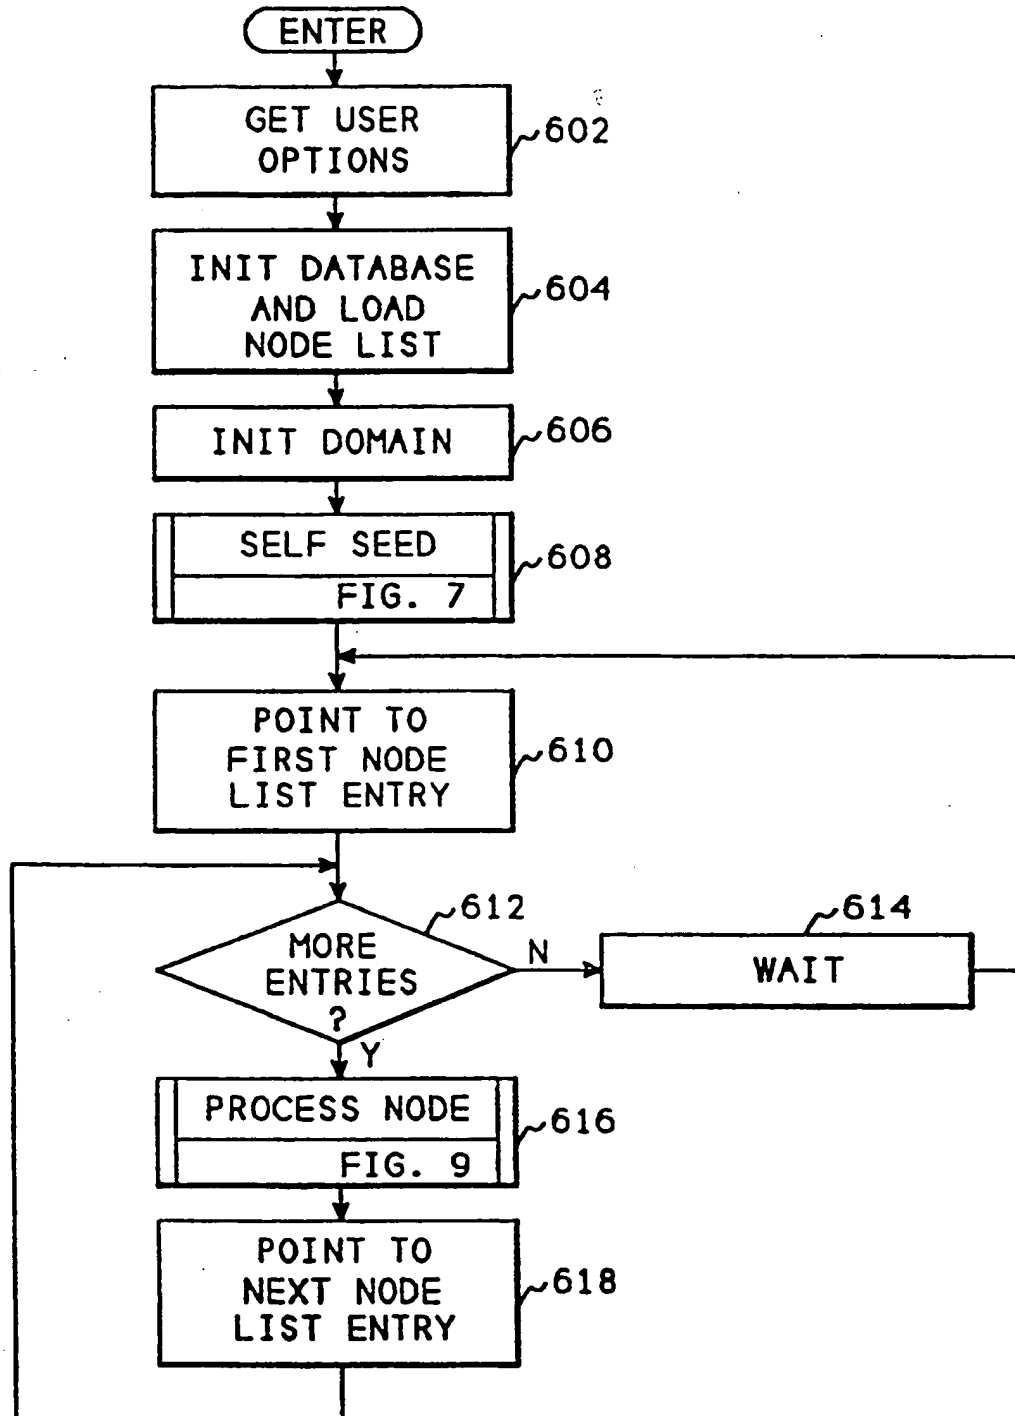 ENTER
GET USER
OPTIONS
602
INIT DATABASE
AND LOAD
NODE LIST
604
INIT DOMAIN
606
SELF SEED
FIG. 7
608
POINT TO
FIRST NODE
LIST ENTRY
610
MORE
ENTRIES
?
612
N
WAIT
614
Y
PROCESS NODE
FIG. 9
616
POINT TO
NEXT NODE
LIST ENTRY
618